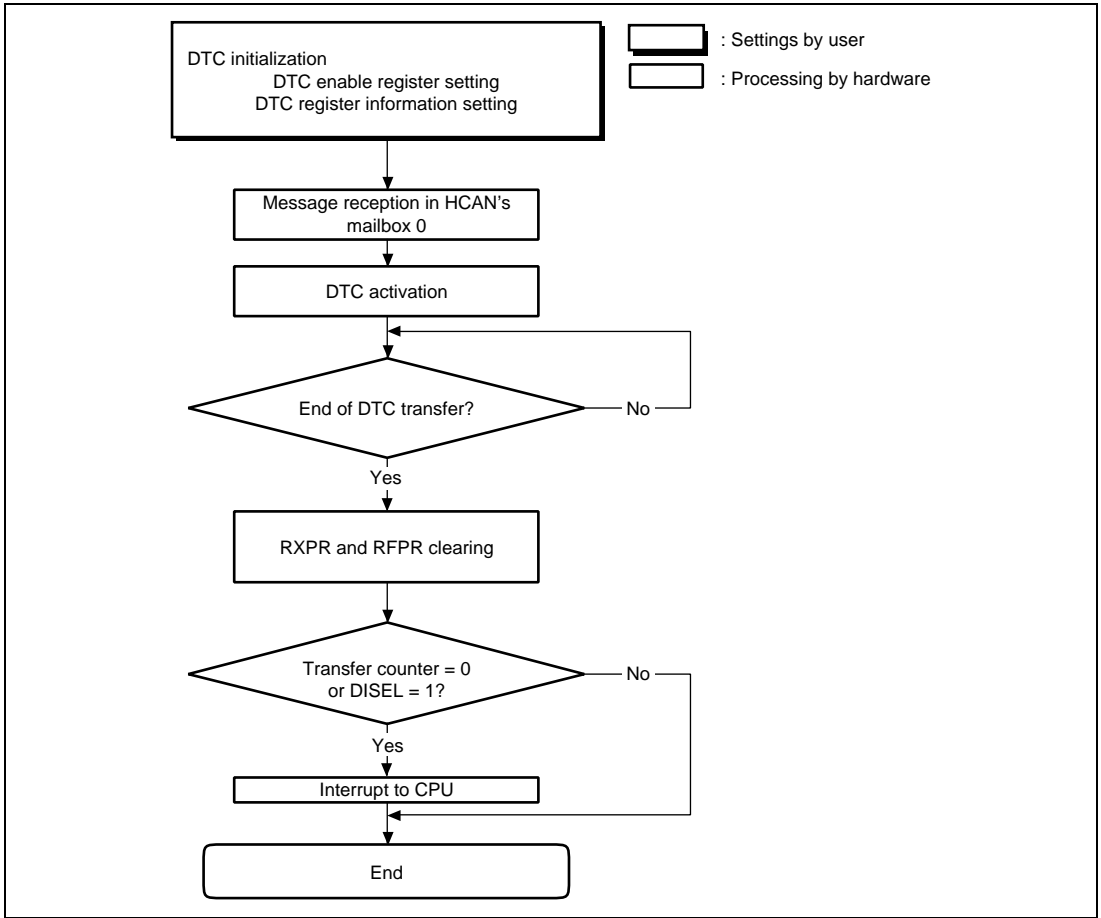 DTC initialization
DTC enable register setting
DTC register information setting
: Settings by user
: Processing by hardware
Message reception in HCAN's
mailbox 0
DTC activation
End of DTC transfer?
No
Yes
RXPR and RFPR clearing
Transfer counter = 0
or DISEL = 1?
No
Yes
Interrupt to CPU
End